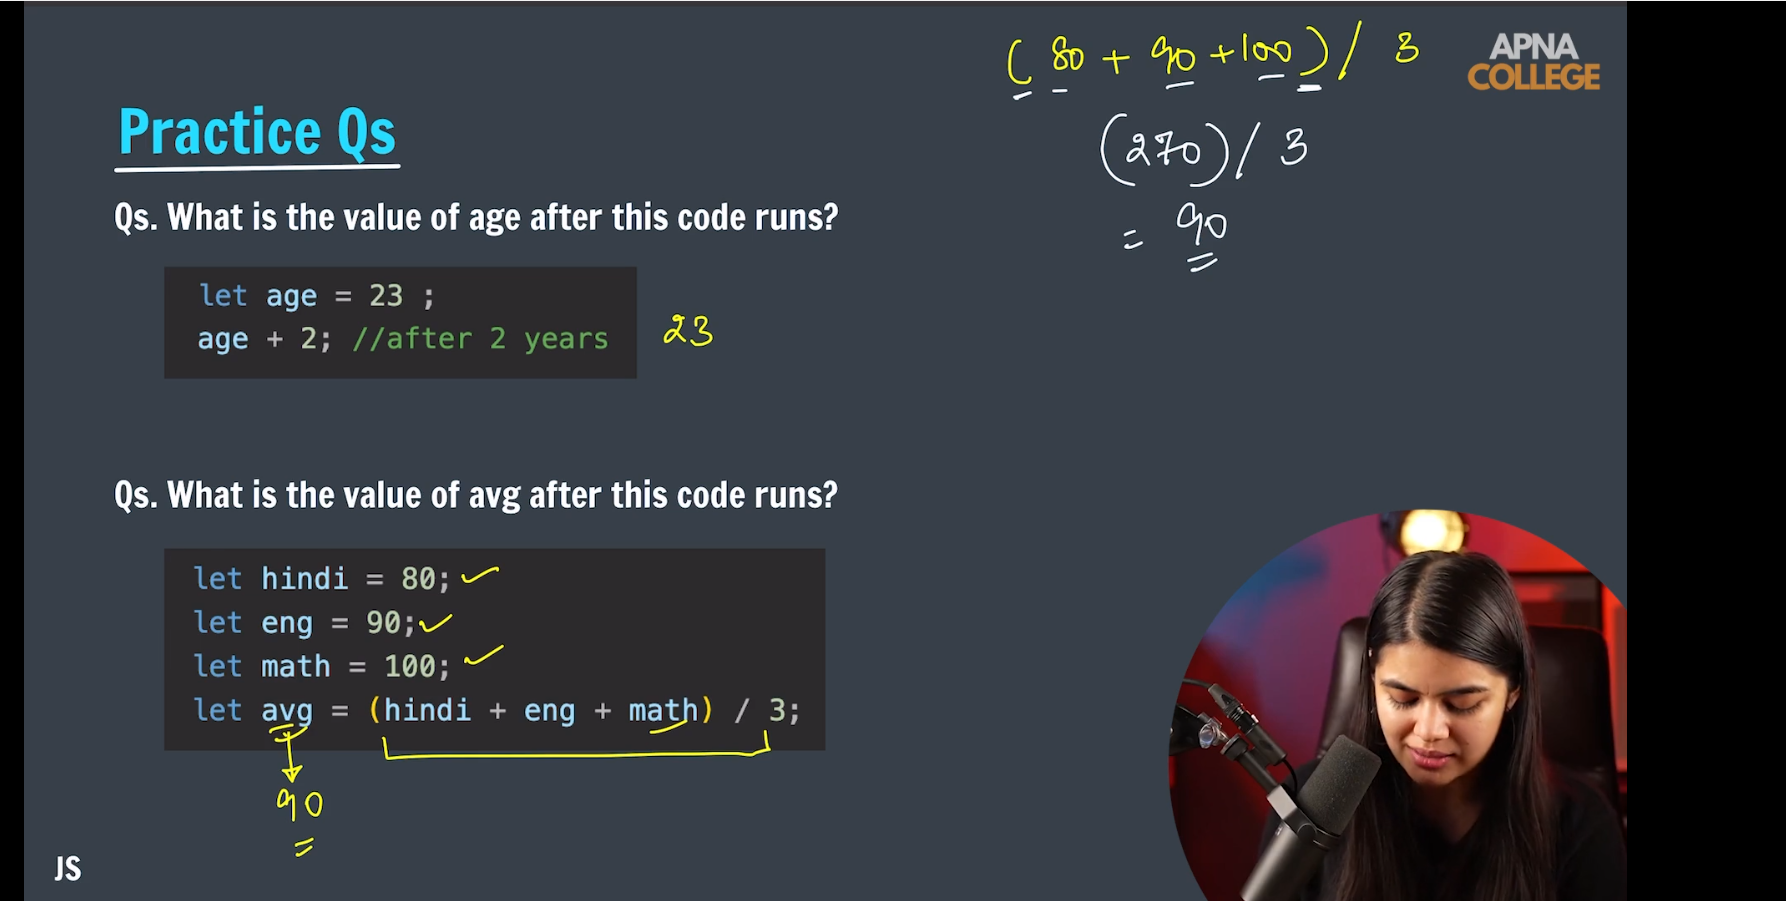 ( 80 + 90 + 100 ) / 3
APNA
COLLEGE
(270) / 3
= 90
Practice Qs
Qs. What is the value of age after this code runs?
let age = 23 ;
age + 2; //after 2 years
23
Qs. What is the value of avg after this code runs?
let hindi = 80;
let eng = 90;
let math = 100;
let avg = (hindi + eng + math) / 3;
90
JS